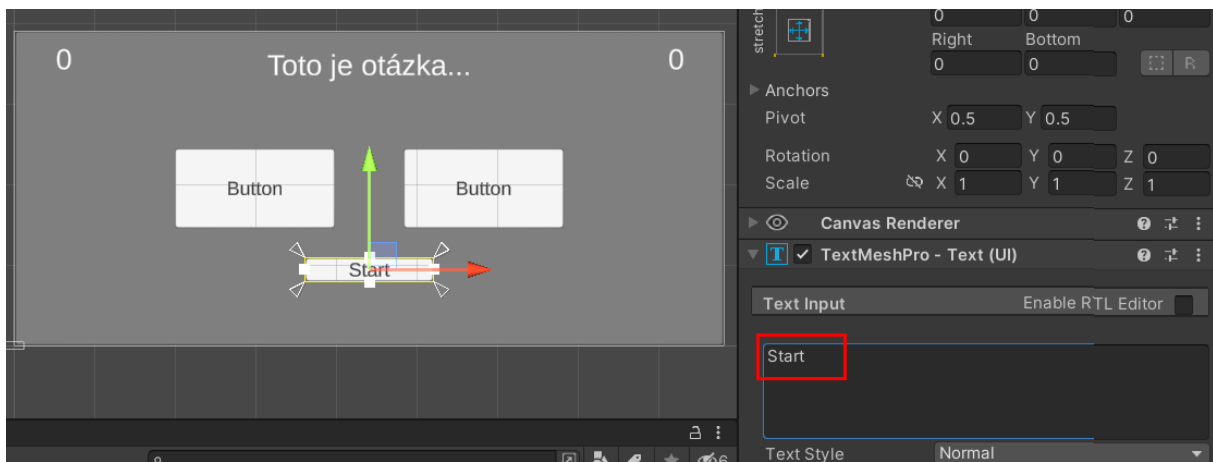 0 Toto je otázka... 0
Button Button
Start
6
stretch
0 0 0
Right Bottom
0 0 R
Anchors
Pivot X 0.5 Y 0.5
Rotation X 0 Y 0 Z 0
Scale X 1 Y 1 Z 1
Canvas Renderer
T TextMeshPro - Text (UI)
Text Input Enable RTL Editor
Start
Text Style Normal